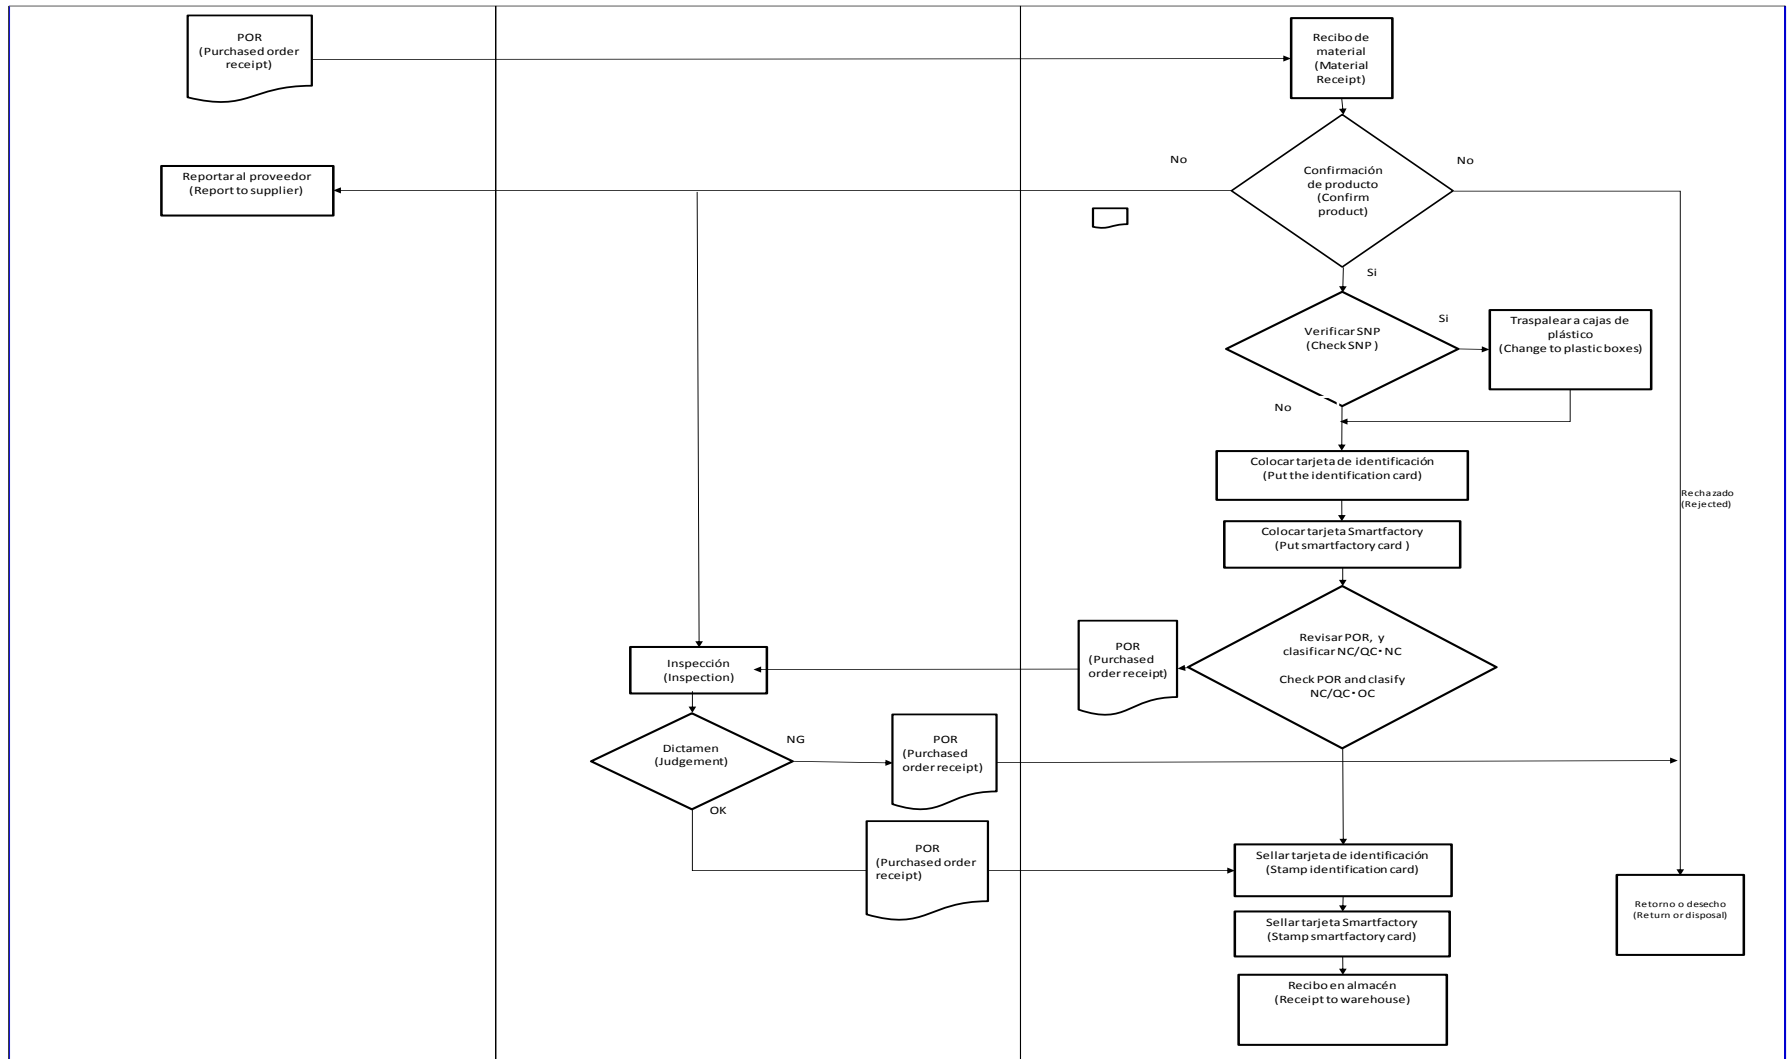 POR
(Purchased order
receipt)
Recibo de
material
(Material
Receipt)
No
No
Reportar al proveedor
(Report to supplier)
Confirmación
de producto
(Confirm
product)
Si
Verificar SNP
(Check SNP )
Si
Traspalear a cajas de
plástico
(Change to plastic boxes)
No
Colocar tarjeta de identificación
(Put the identification card)
Rechazado
(Rejected)
Colocar tarjeta Smartfactory
(Put smartfactory card )
Revisar POR, y
clasificar NC/QC・NC
Check POR and clasify
NC/QC・OC
POR
(Purchased
order receipt)
Inspección
(Inspection)
Dictamen
(Judgement)
NG
POR
(Purchased
order receipt)
OK
POR
(Purchased order
receipt)
Sellar tarjeta de identificación
(Stamp identification card)
Retorno o desecho
(Return or disposal)
Sellar tarjeta Smartfactory
(Stamp smartfactory card)
Recibo en almacén
(Receipt to warehouse)